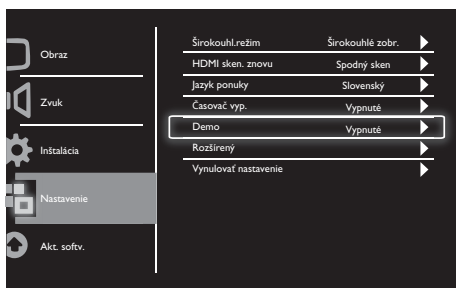 Obraz
Zvuk
Inštalácia
Nastavenie
Akt. softv.
Širokouhl.režim Širokouhlé zobr.
HDMI sken. znovu Spodný sken
Jazyk ponuky Slovenský
Časovač vyp. Vypnuté
Demo Vypnuté
Rozšírený
Vynulovať nastavenie